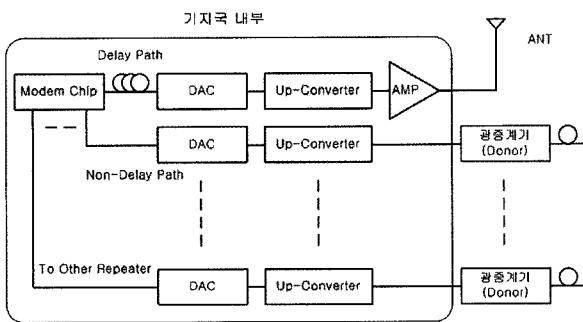 기지국 내부
Delay Path
ANT
Modem Chip
DAC
Up-Converter
AMP
DAC
Up-Converter
광중계기
(Donor)
Non-Delay Path
To Other Repeater
DAC
Up-Converter
광중계기
(Donor)